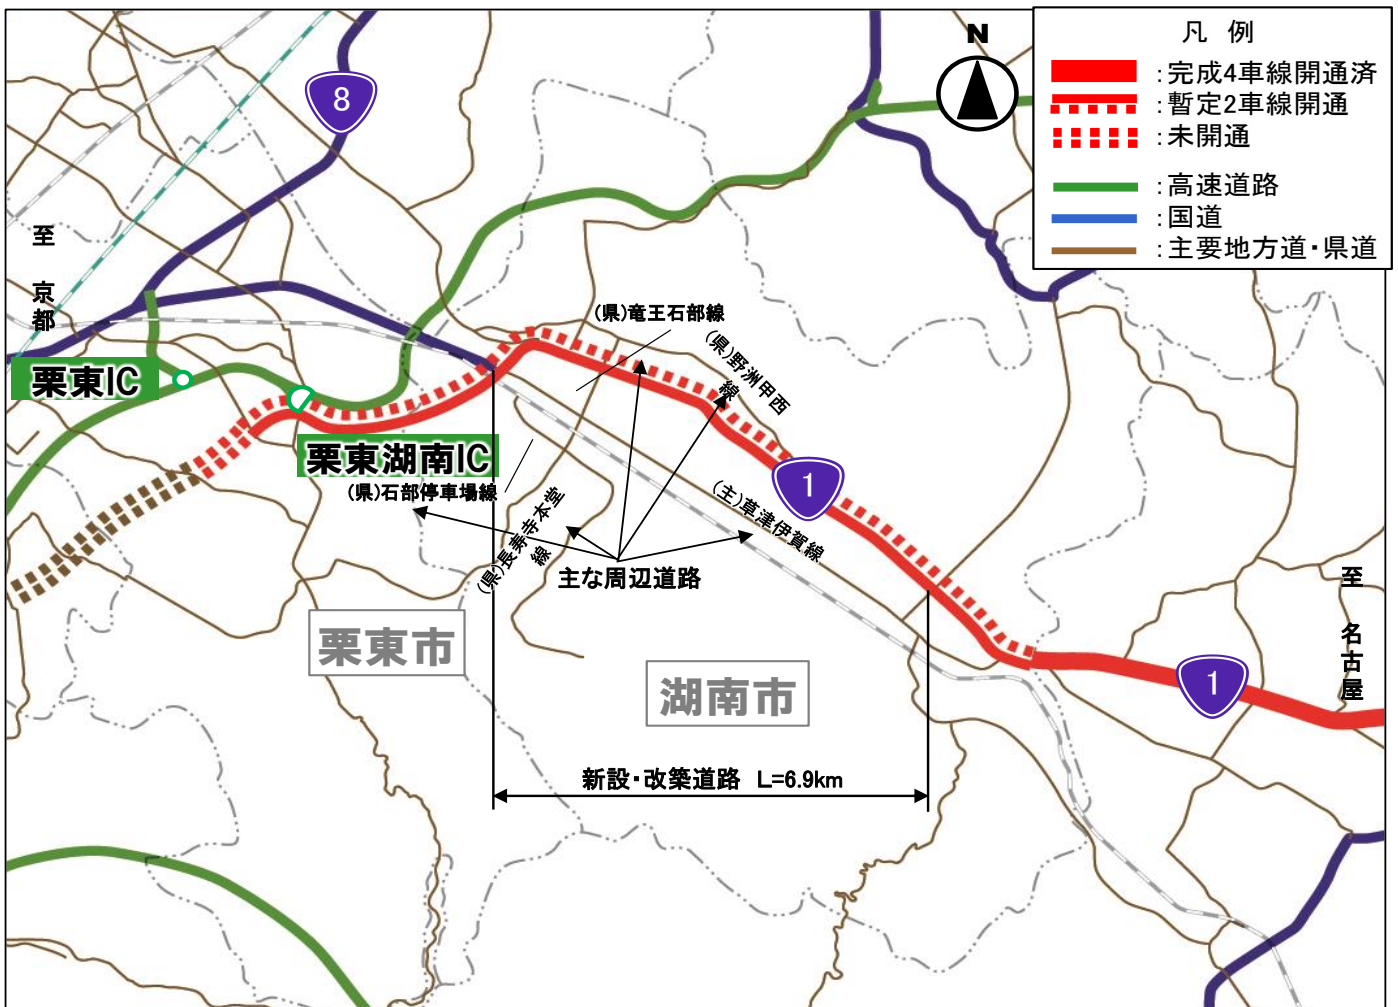 N
凡 例
:完成4車線開通済
:暫定2車線開通
:未開通
:高速道路
:国道
:主要地方道・県道
8
至 京都
栗東IC
栗東湖南IC
(県)竜王石部線
(県)野洲甲西
線
1
(県)石部停車場線
(県)長寿寺本堂
線
(主)草津伊賀線
主な周辺道路
至 名古屋
栗東市
湖南市
1
新設・改築道路 L=6.9km